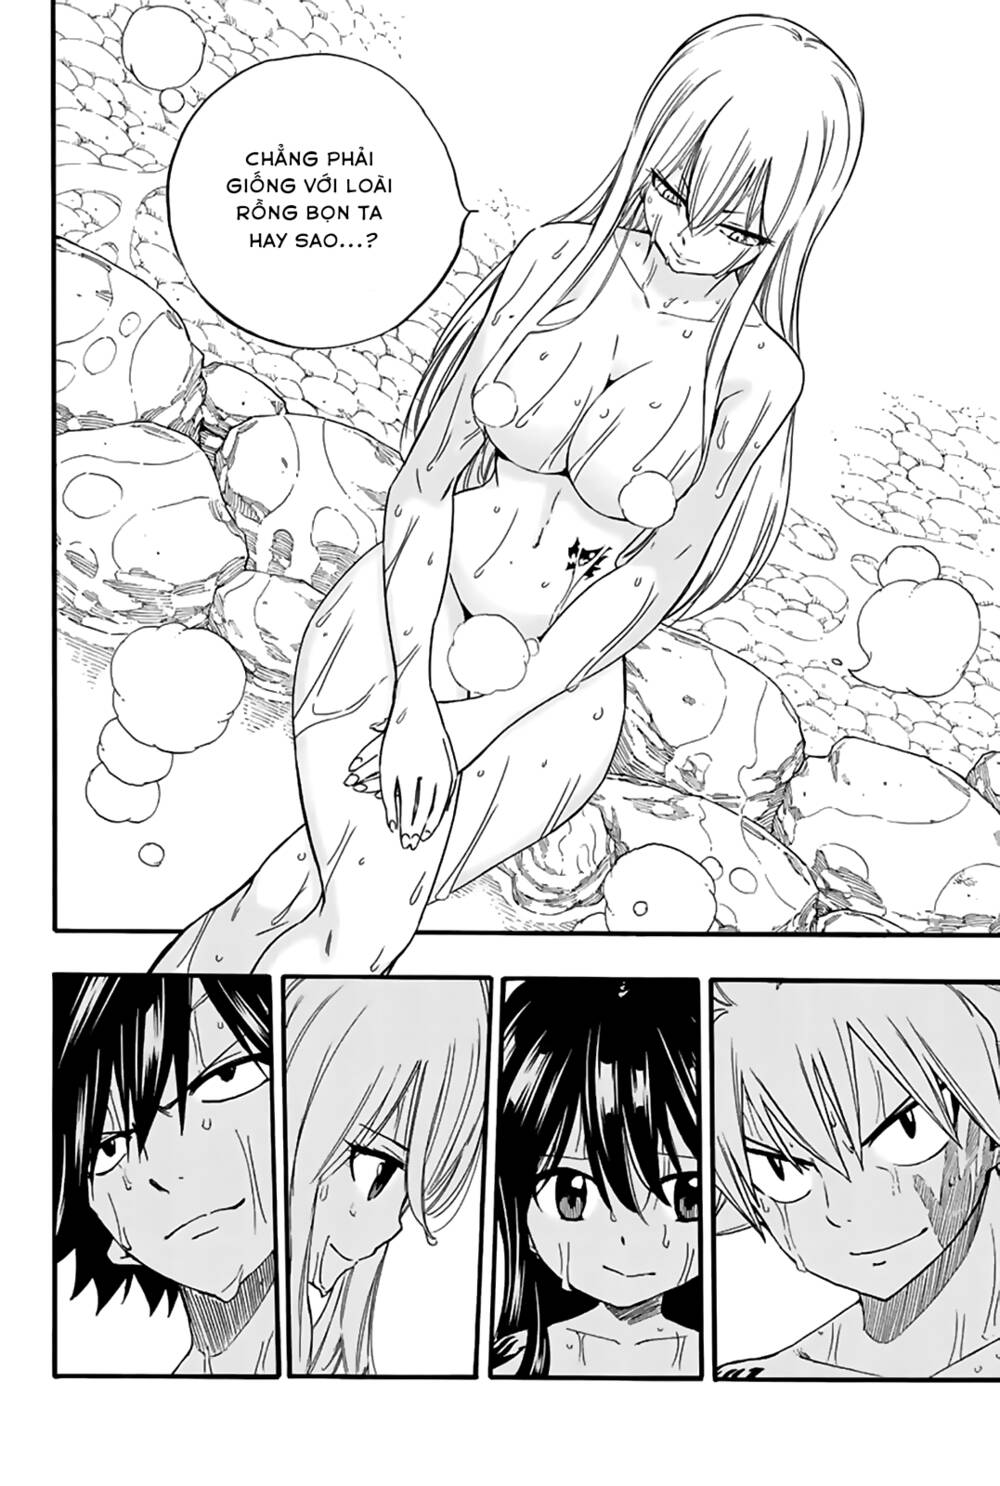 CHẲNG PHẢI
GIỐNG VỚI LOÀI
RỒNG BỌN TA
HAY SAO...?